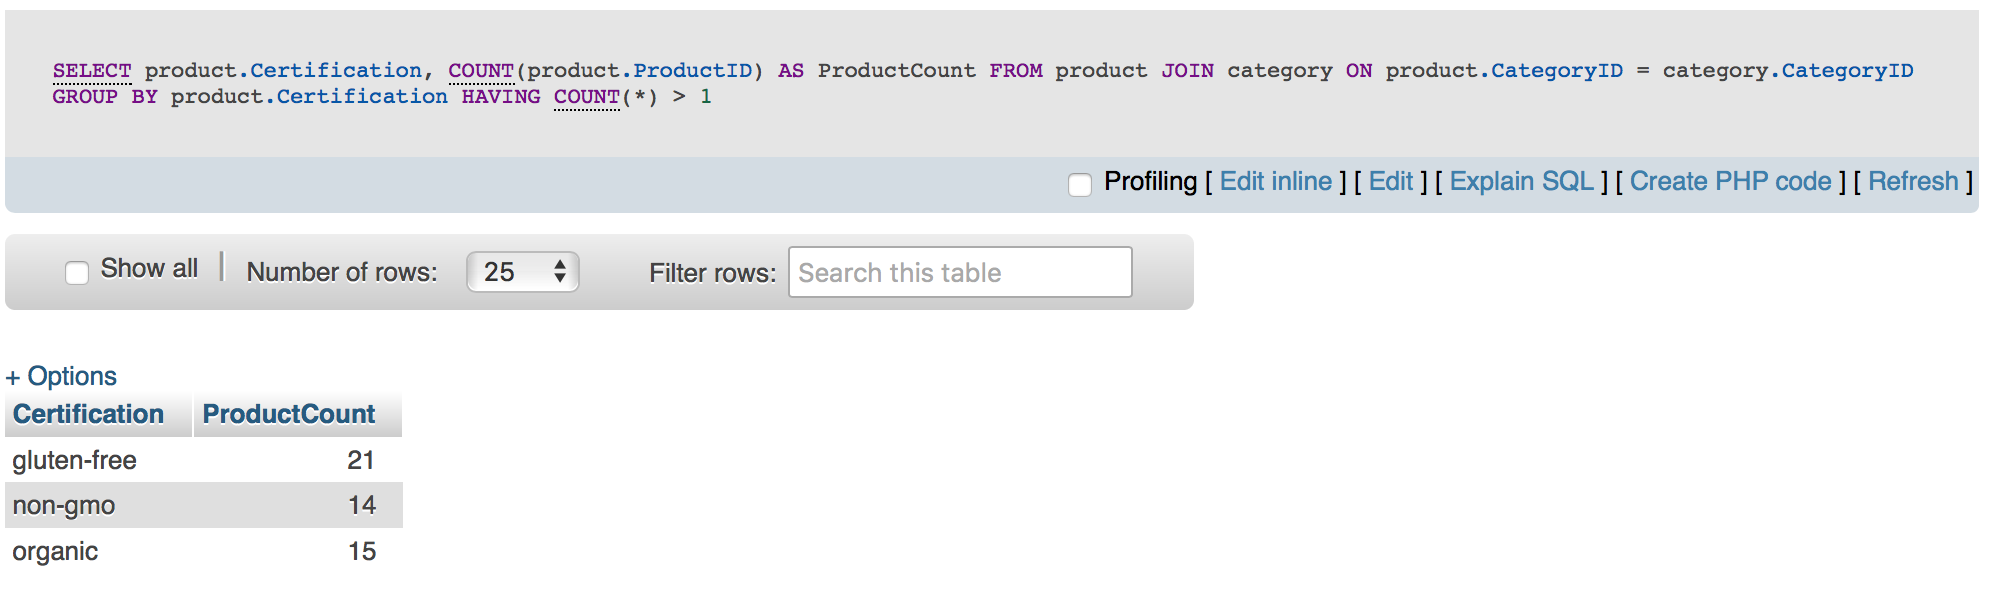 SELECT product.Certification, COUNT(product.ProductID) AS ProductCount FROM product JOIN category ON product.CategoryID = category.CategoryID
GROUP BY product.Certification HAVING COUNT(*) > 1
Profiling [ Edit inline ] [ Edit ] [ Explain SQL ] [ Create PHP code ] [ Refresh ]
Show all | Number of rows: 25 Filter rows: Search this table
+ Options
Certification ProductCount
gluten-free 21
non-gmo 14
organic 15